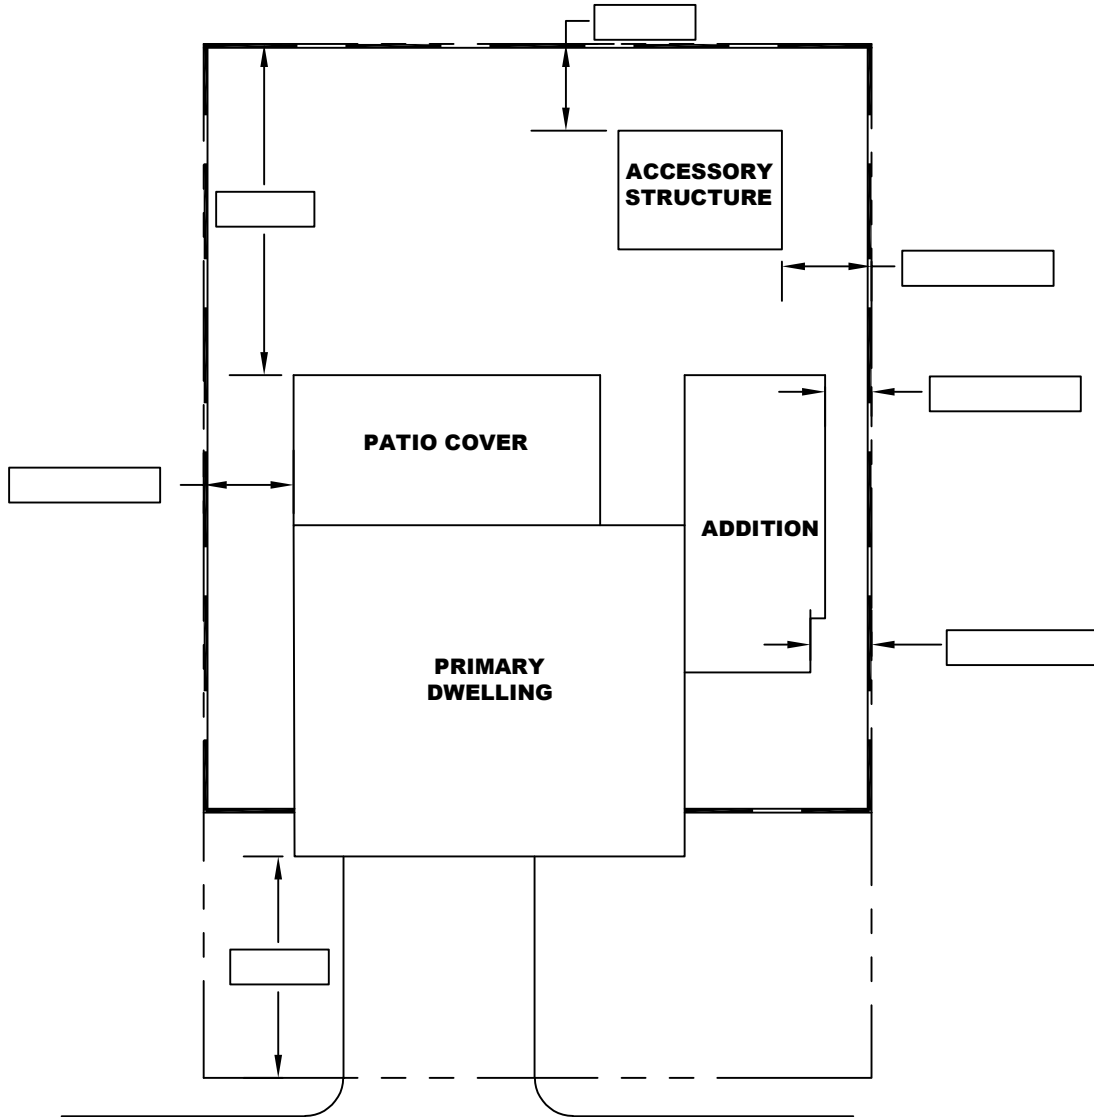 ACCESSORY
STRUCTURE
PATIO COVER
ADDITION
PRIMARY
DWELLING